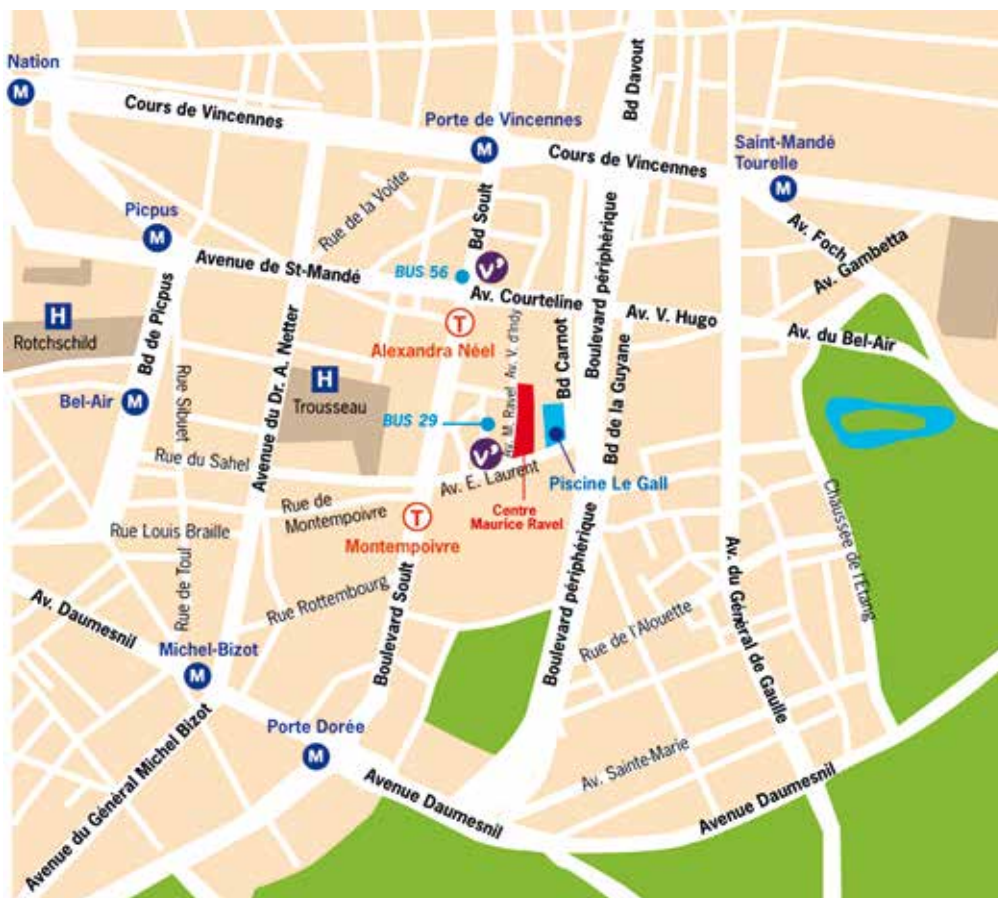 Nation
M
Cours de Vincennes
Porte de Vincennes
M
Bd Davout
Cours de Vincennes
Saint-Mandé
Tourelle
M
Picpus
M
Rue de la Voûte
Bd Soult
Av. Foch
Av. Gambetta
Avenue de St-Mandé
BUS 56
V'
Av. Courteline
Boulevard périphérique
Av. V. Hugo
Av. du Bel-Air
H
Rotchschild
Bd de Picpus
T
Alexandra Néel
Av. V. d'Indy
Bd Carnot
Bel-Air
M
Rue Sibuet
Avenue du Dr. A. Netter
H
Trousseau
BUS 29
Av. M. Ravel
Bd de la Guyane
V'
Rue du Sahel
Av. E. Laurent
Piscine Le Gall
Rue de
Montempoivre
Centre
Maurice Ravel
T
Montempoivre
Rue Louis Braille
Rue de Toul
Chaussee de l'Etang
Boulevard périphérique
Rue Rottembourg
Boulevard Soult
Rue de l'Alouette
Av. du Général de Gaulle
Av. Daumesnil
Michel-Bizot
M
Porte Dorée
M
Avenue du Général Michel Bizot
Av. Sainte-Marie
Avenue Daumesnil
Avenue Daumesnil